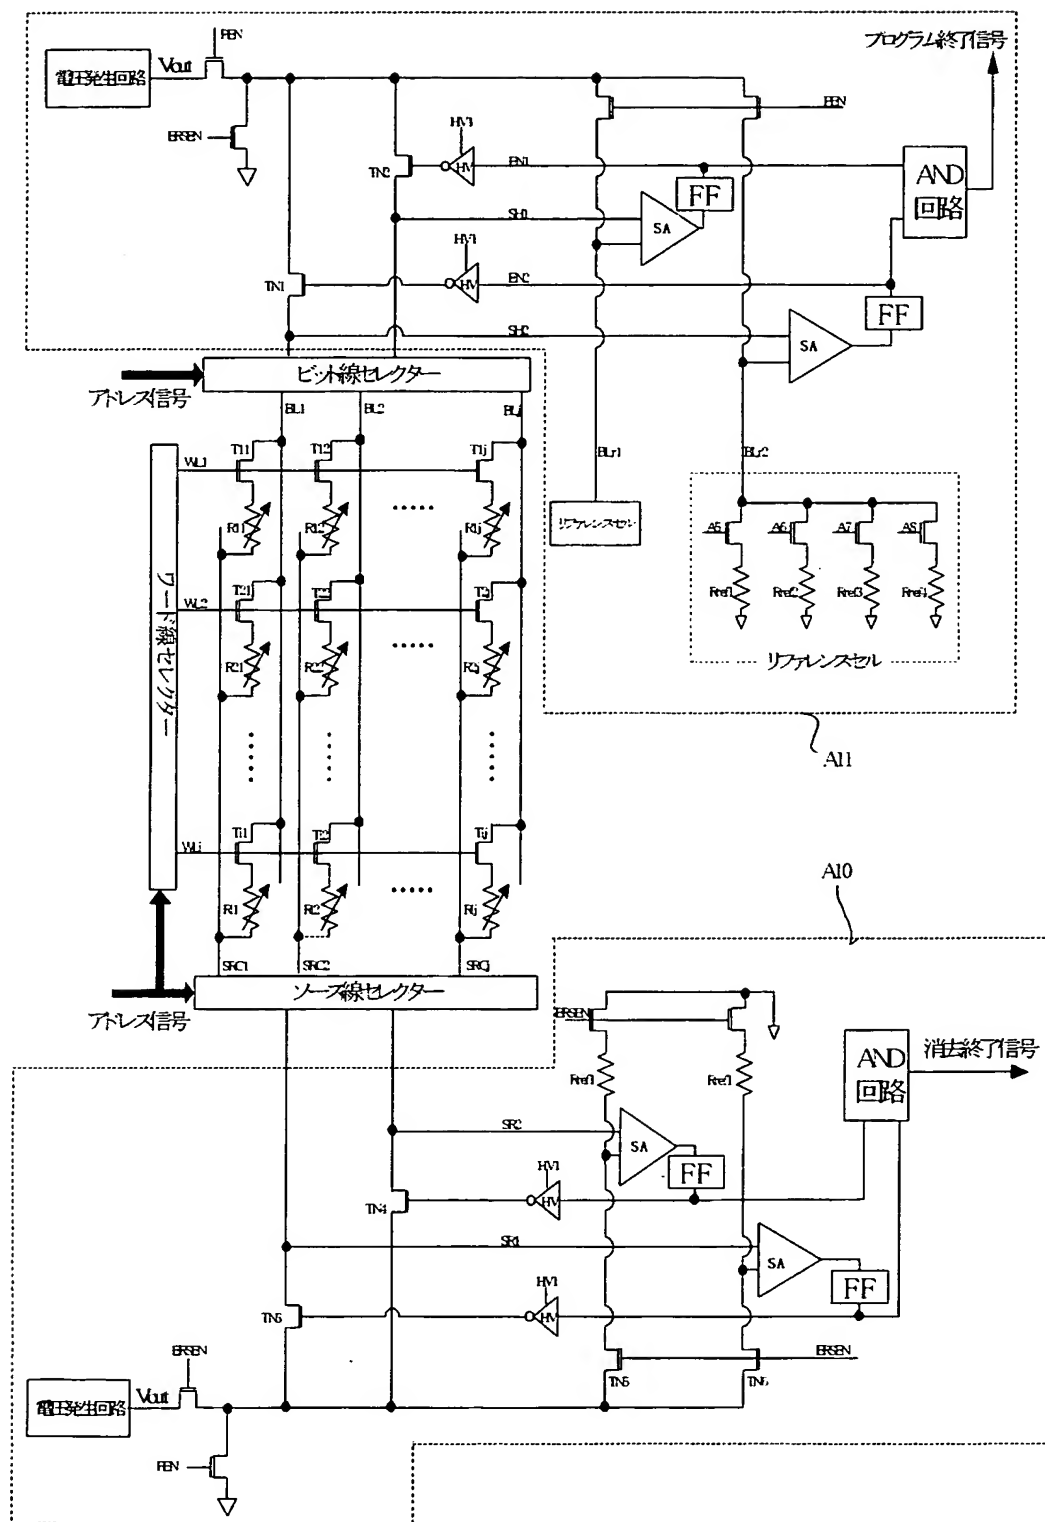 プログラム終了信号
電圧発生回路
Vout
PEN
ERSEN
PEN
HV1
HV
EN1
TN2
FF
AND
回路
SH1
SA
HV1
HV
EN2
TN1
FF
SH2
SA
ビット線セレクター
アドレス信号
BL1
BL2
BLj
BLr1
BLr2
ワード線セレクター
WL1
T11
T12
T1j
R11
R12
R1j
リファレンスセル
A5
A6
A7
A8
Rref1
Rref2
Rref3
Rref4
リファレンスセル
WL2
T21
T2j
R21
R22
R2j
A11
WLi
Ti1
Ti2
Tij
Ri1
Ri2
Rij
A10
SRC1
SRC2
SRCj
ソース線セレクター
アドレス信号
ERSEN
Rref1
Rref1
AND
回路
消去終了信号
SR2
SA
FF
HV1
HV
TN4
SR1
SA
FF
HV1
HV
TN5
ERSEN
ERSEN
TN5
TN6
電圧発生回路
Vout
PEN